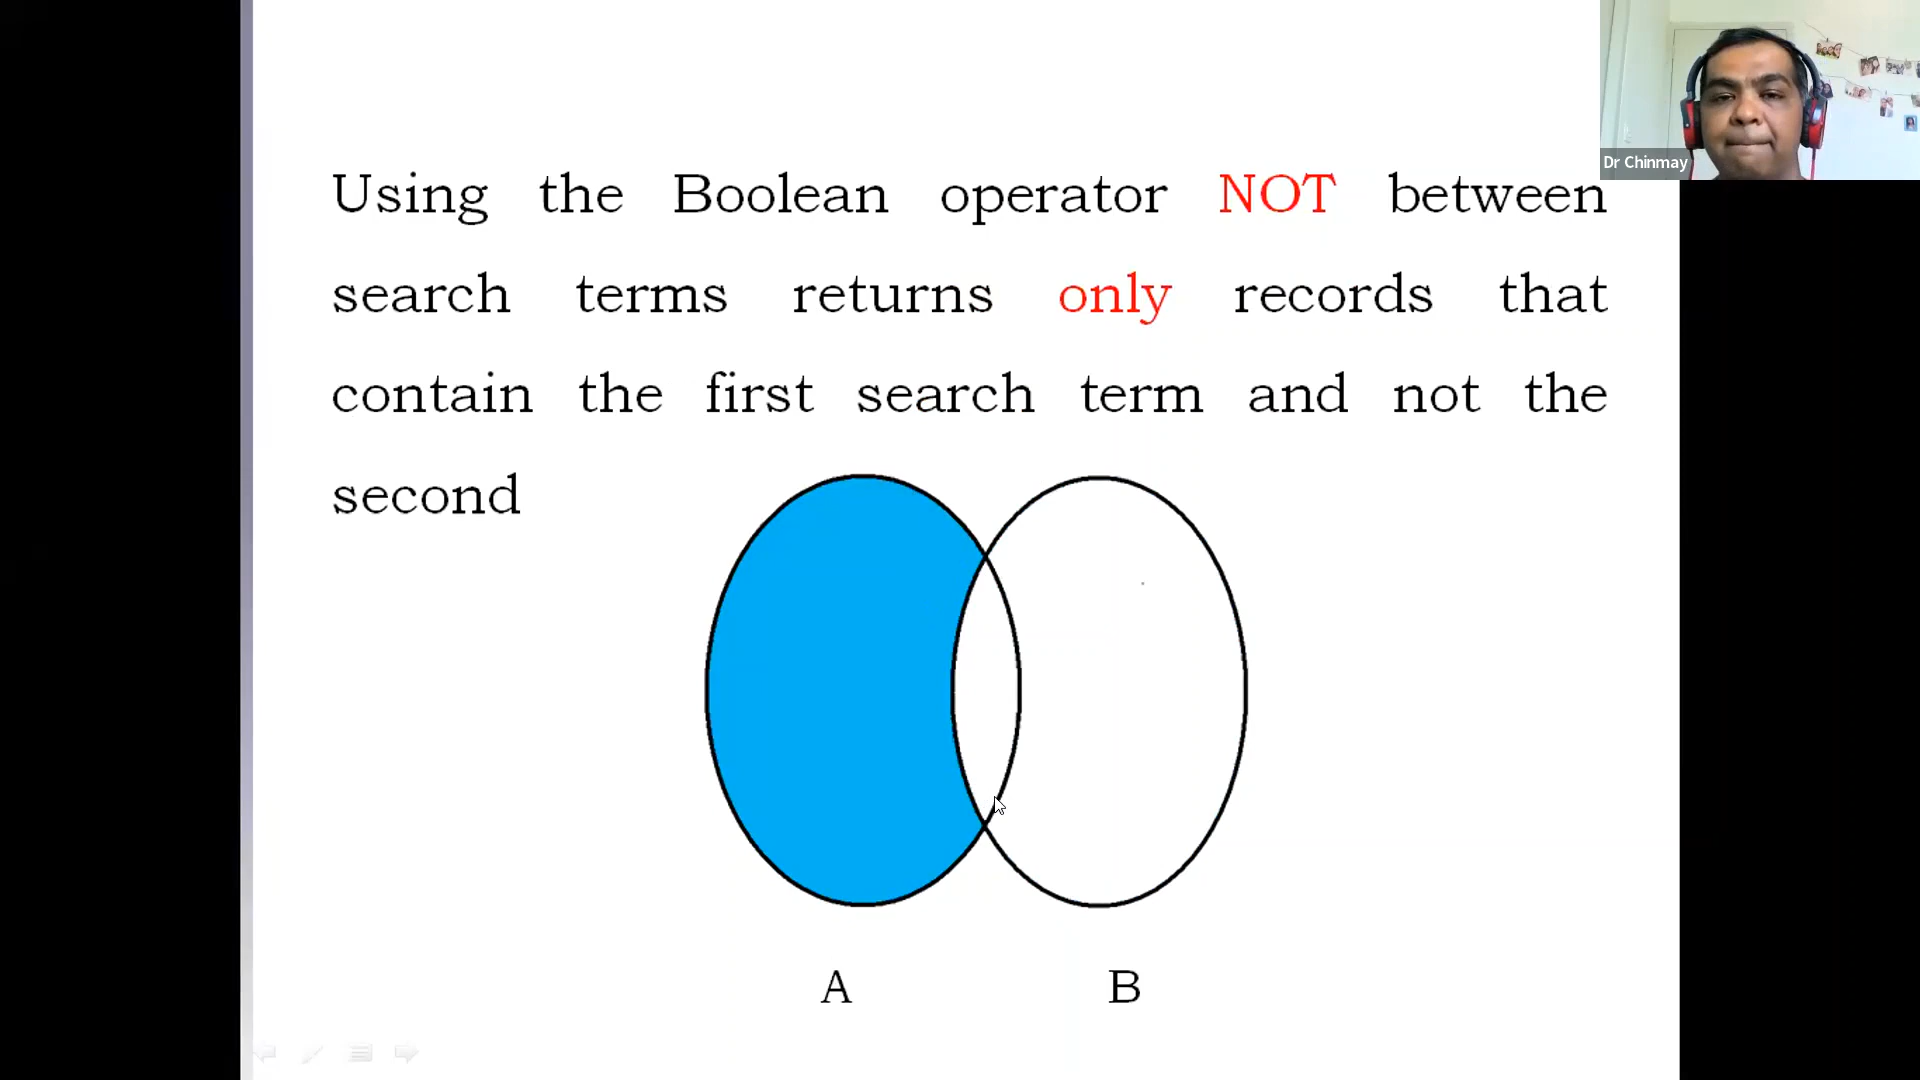 Using the Boolean operator NOT between
search terms returns only records that
contain the first search term and not the
second
A B
Dr Chinmay